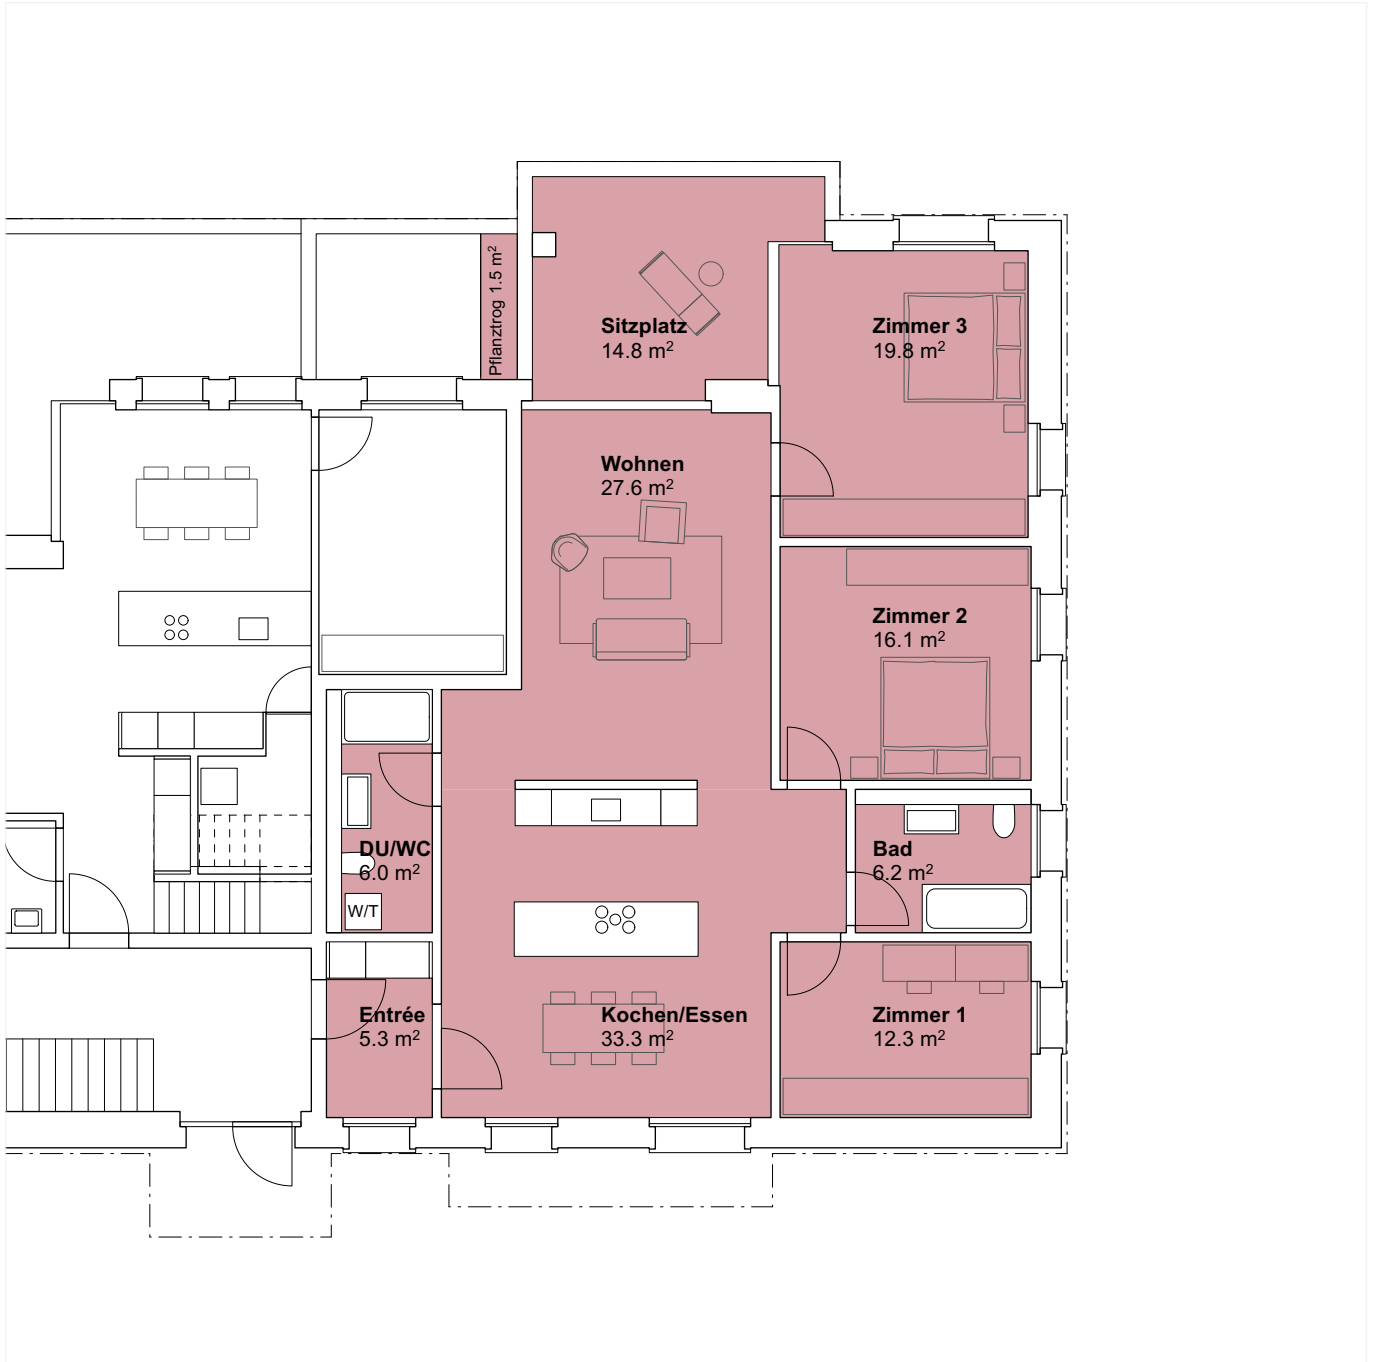 Pflanztrog 1.5 m²
Sitzplatz
14.8 m²
Zimmer 3
19.8 m²
Wohnen
27.6 m²
Zimmer 2
16.1 m²
DU/WC
6.0 m²
W/T
Bad
6.2 m²
Entrée
5.3 m²
Kochen/Essen
33.3 m²
Zimmer 1
12.3 m²